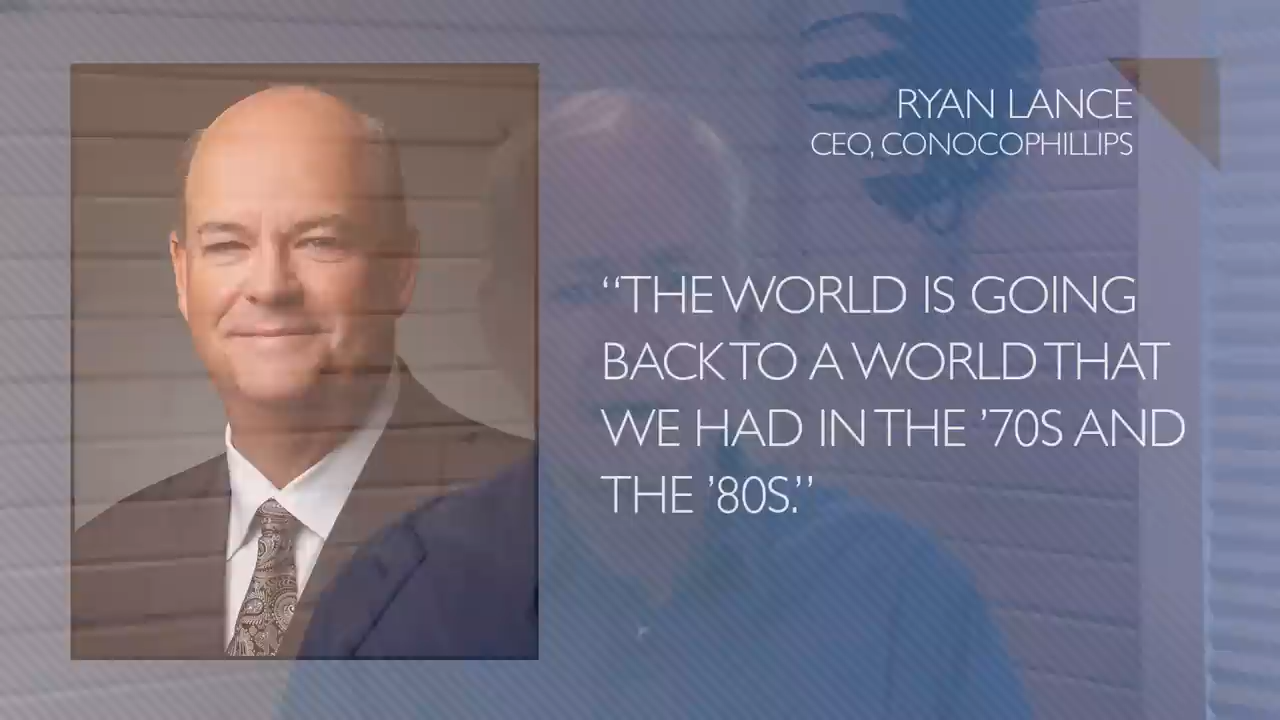 RYAN LANCE
CEO, CONOCOPHILLIPS
“THE WORLD IS GOING
BACK TO A WORLD THAT
WE HAD IN THE ’70S AND
THE ’80S.”